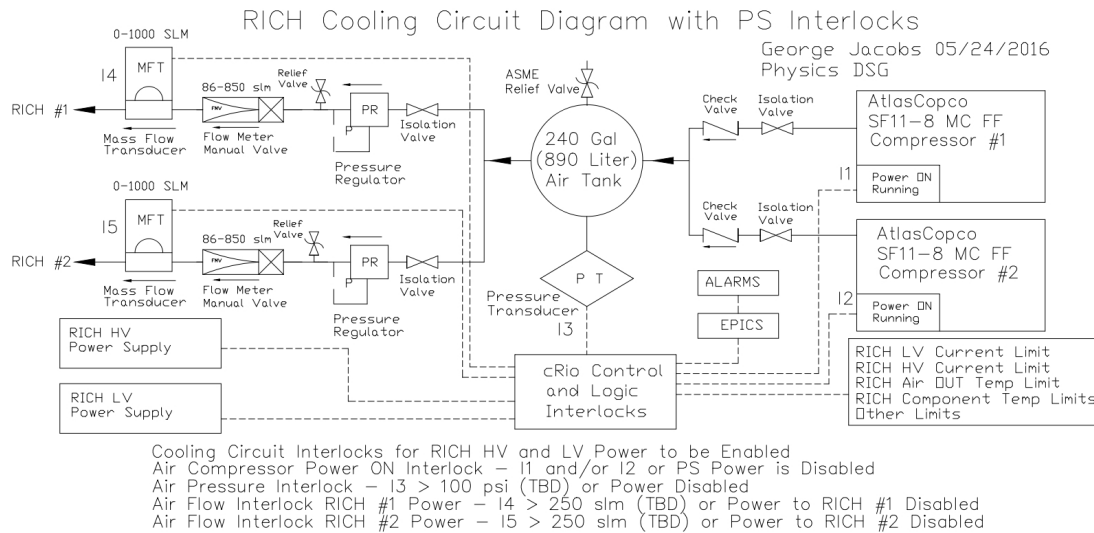 RICH Cooling Circuit Diagram with PS Interlocks
George Jacobs 05/24/2016
Physics DSG
0-1000 SLM
I4
MFT
RICH #1
Mass Flow
Transducer
86-850 slm
FMV
Flow Meter
Manual Valve
Relief
Valve
PR
P
Pressure
Regulator
Isolation
Valve
ASME
Relief Valve
240 Gal
(890 Liter)
Air Tank
Check
Valve
Isolation
Valve
AtlasCopco
SF11-8 MC FF
Compressor #1
I1
Power ON
Running
0-1000 SLM
I5
MFT
RICH #2
Mass Flow
Transducer
86-850 slm
FMV
Flow Meter
Manual Valve
Relief
Valve
PR
P
Pressure
Regulator
Isolation
Valve
P T
Pressure
Transducer
I3
Check
Valve
Isolation
Valve
AtlasCopco
SF11-8 MC FF
Compressor #2
I2
Power ON
Running
ALARMS
EPICS
RICH HV
Power Supply
RICH LV
Power Supply
cRio Control
and Logic
Interlocks
RICH LV Current Limit
RICH HV Current Limit
RICH Air OUT Temp Limit
RICH Component Temp Limits
Other Limits
Cooling Circuit Interlocks for RICH HV and LV Power to be Enabled
Air Compressor Power ON Interlock - I1 and/or I2 or PS Power is Disabled
Air Pressure Interlock - I3 > 100 psi (TBD) or Power Disabled
Air Flow Interlock RICH #1 Power - I4 > 250 slm (TBD) or Power to RICH #1 Disabled
Air Flow Interlock RICH #2 Power - I5 > 250 slm (TBD) or Power to RICH #2 Disabled